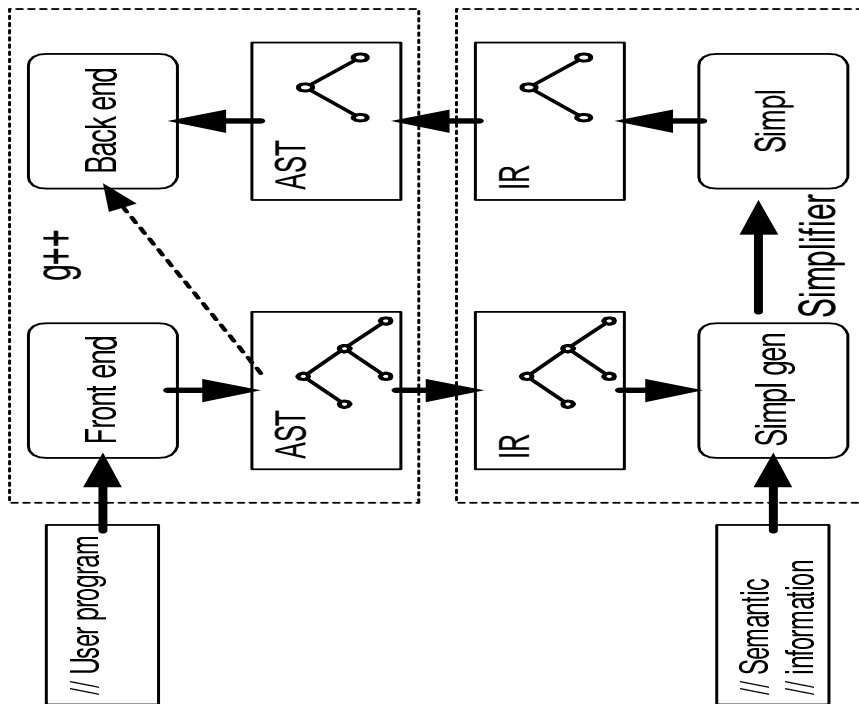 g++
// User program
Front end
Back end
AST
AST
IR
IR
// Semantic
// information
Simpl gen
Simpl
Simplifier